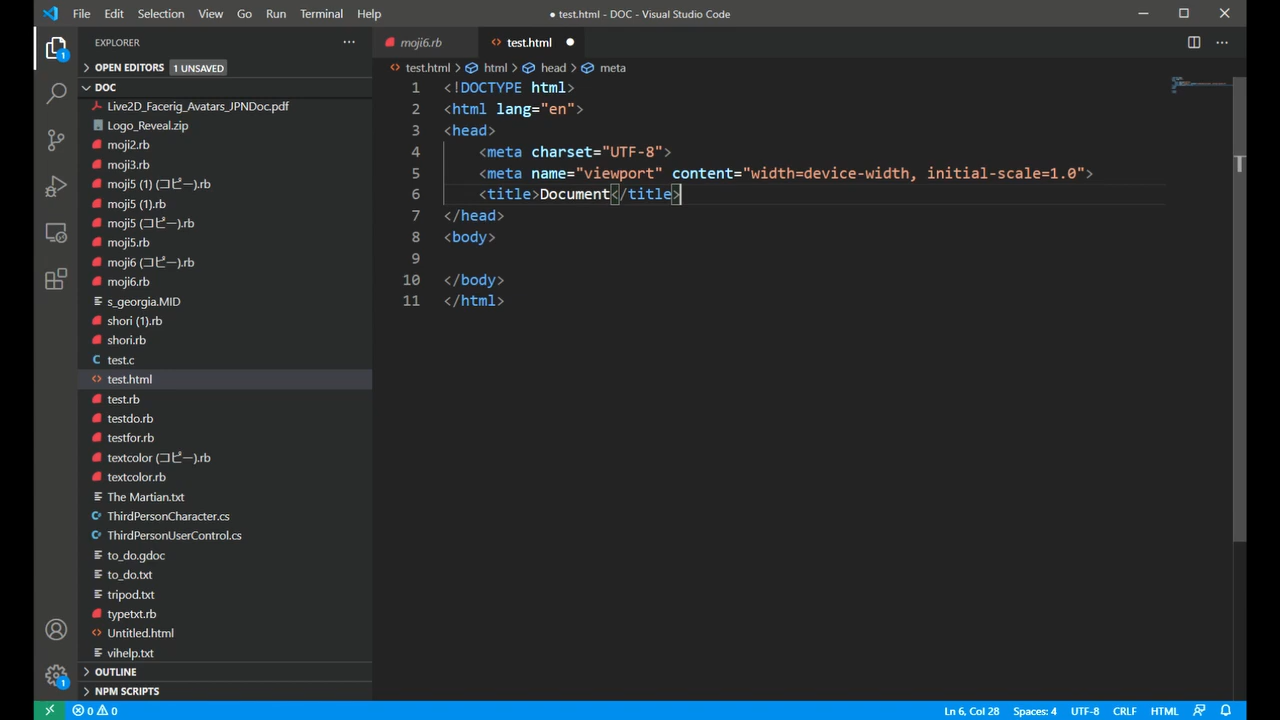 File Edit Selection View Go Run Terminal Help ● test.html - DOC - Visual Studio Code
EXPLORER
OPEN EDITORS 1 UNSAVED
DOC
Live2D_Facerig_Avatars_JPNDoc.pdf
Logo_Reveal.zip
moji2.rb
moji3.rb
moji5 (1) (コピー).rb
moji5 (1).rb
moji5 (コピー).rb
moji5.rb
moji6 (コピー).rb
moji6.rb
s_georgia.MID
shori (1).rb
shori.rb
test.c
test.html
test.rb
testdo.rb
testfor.rb
textcolor (コピー).rb
textcolor.rb
The Martian.txt
ThirdPersonCharacter.cs
ThirdPersonUserControl.cs
to_do.gdoc
to_do.txt
tripod.txt
typetxt.rb
Untitled.html
vihelp.txt
OUTLINE
NPM SCRIPTS
1
1
moji6.rb test.html
test.html > html > head > meta
1 <!DOCTYPE html>
2 <html lang="en">
3 <head>
4 <meta charset="UTF-8">
5 <meta name="viewport" content="width=device-width, initial-scale=1.0">
6 <title>Document</title>
7 </head>
8 <body>
9
10 </body>
11 </html>
0 0 Ln 6, Col 28 Spaces: 4 UTF-8 CRLF HTML